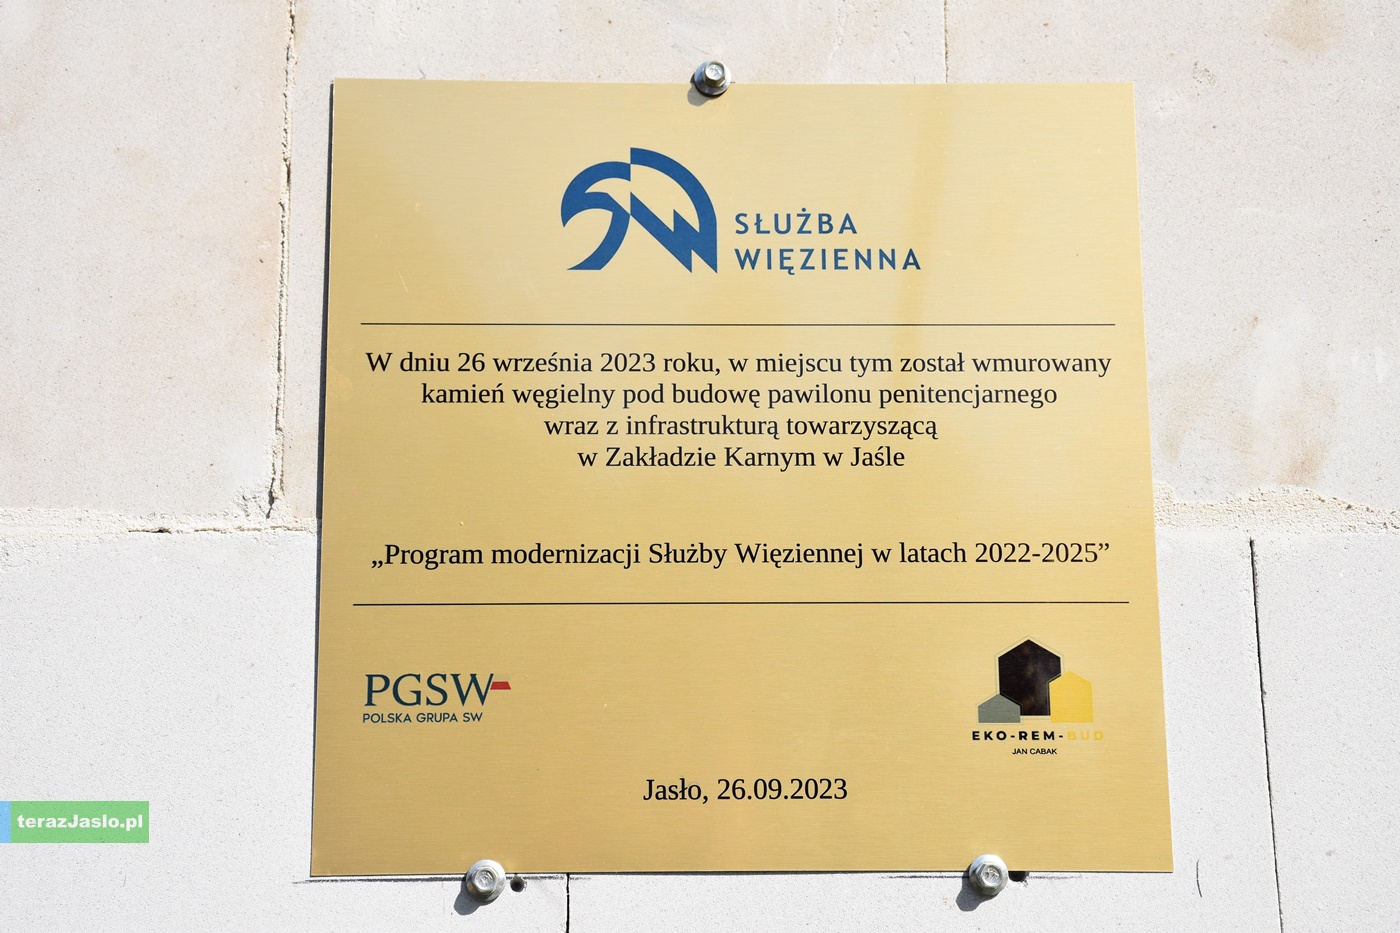 SŁUŻBA
WIĘZIENNA
W dniu 26 września 2023 roku, w miejscu tym został wmurowany
kamień węgielny pod budowę pawilonu penitencjarnego
wraz z infrastrukturą towarzyszącą
w Zakładzie Karnym w Jaśle
„Program modernizacji Służby Więziennej w latach 2022-2025”
PGSW
POLSKA GRUPA SW
EKO-REM-BUD
JAN CABAK
Jasło, 26.09.2023
terazJaslo.pl